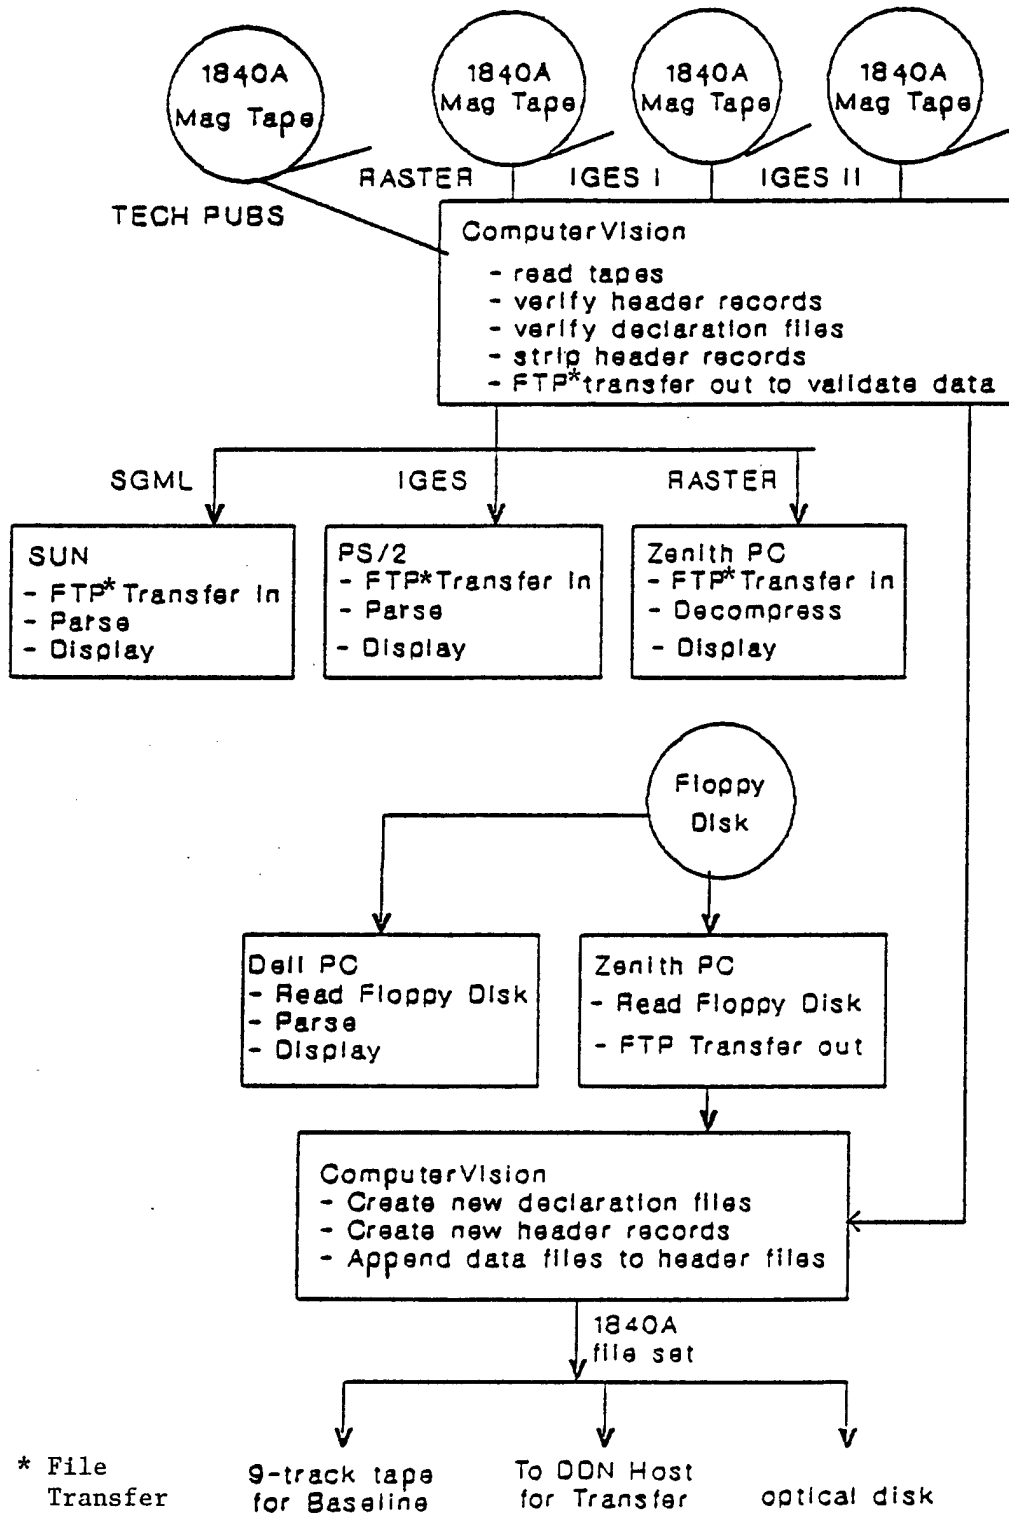 1840A
Mag Tape
1840A
Mag Tape
1840A
Mag Tape
1840A
Mag Tape
TECH PUBS
RASTER
IGES I
IGES II
ComputerVision
- read tapes
- verify header records
- verify declaration files
- strip header records
- FTP* transfer out to validate data
SGML
IGES
RASTER
SUN
- FTP* Transfer in
- Parse
- Display
PS/2
- FTP* Transfer in
- Parse
- Display
Zenith PC
- FTP* Transfer in
- Decompress
- Display
Floppy
Disk
Dell PC
- Read Floppy Disk
- Parse
- Display
Zenith PC
- Read Floppy Disk
- FTP Transfer out
ComputerVision
- Create new declaration files
- Create new header records
- Append data files to header files
1840A
file set
9-track tape
for Baseline
To DDN Host
for Transfer
optical disk
* File
Transfer